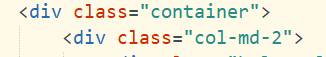 <div class="container">
<div class="col-md-2">